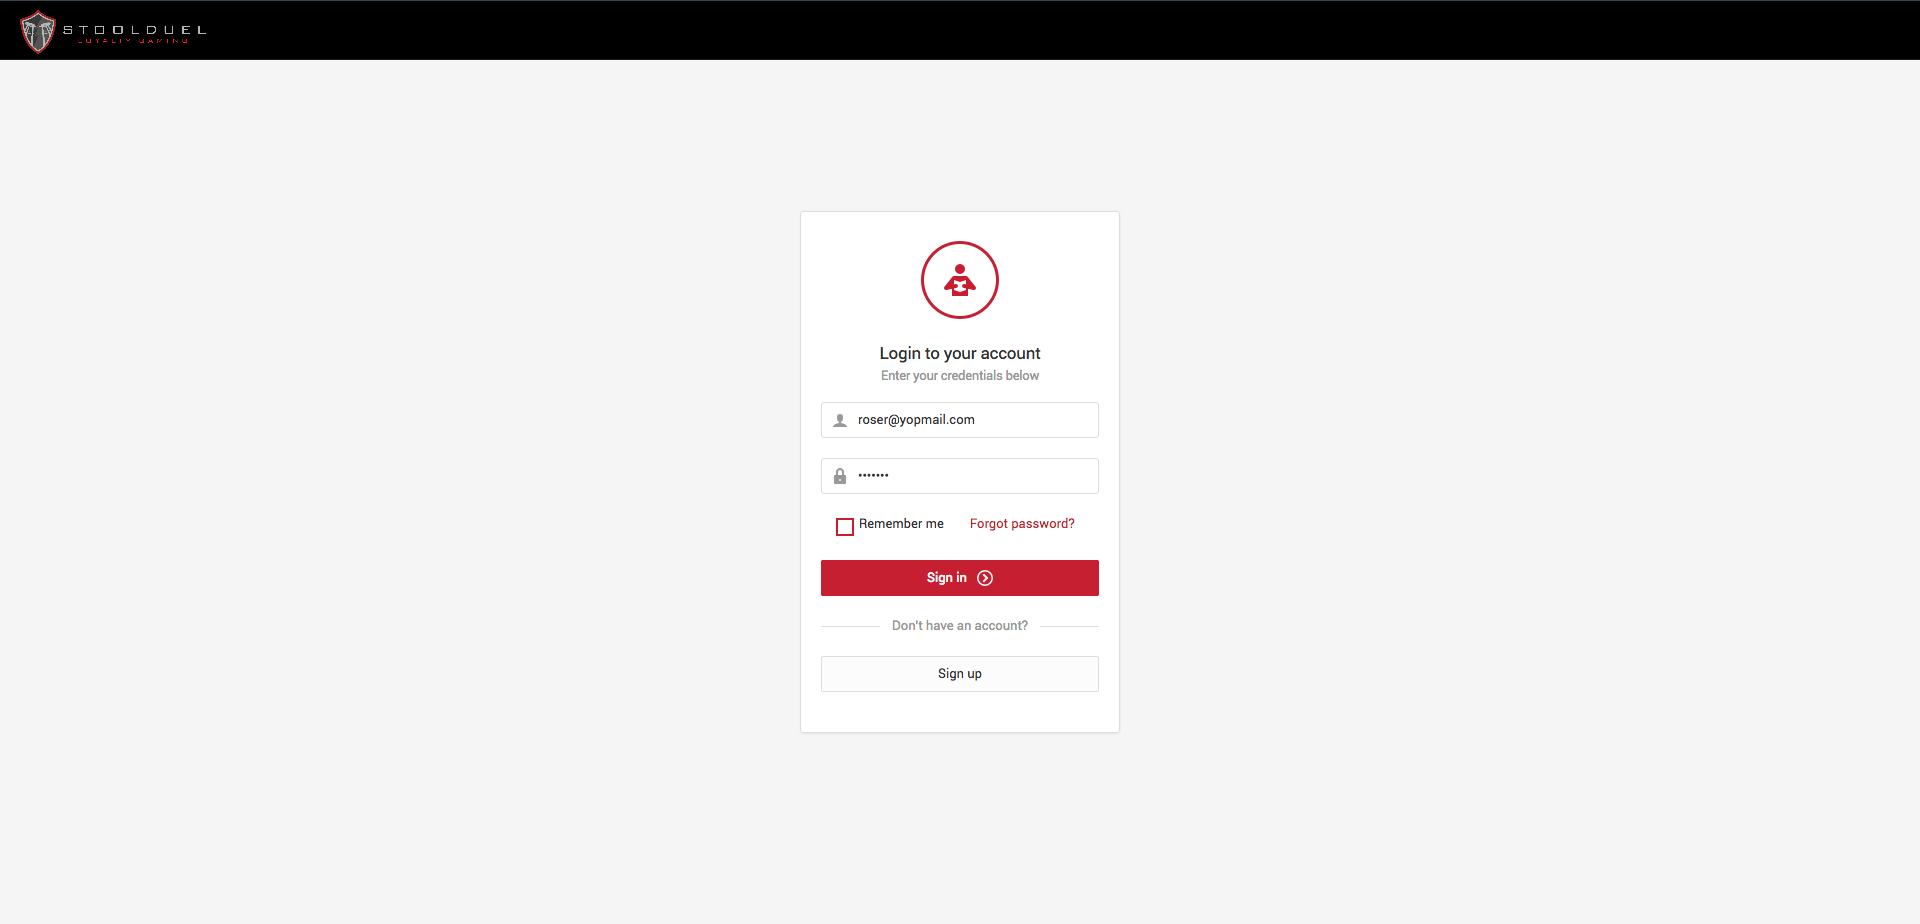 STOOLDUEL
LOYALTY GAMING
Login to your account
Enter your credentials below
roser@yopmail.com
•••••••
Remember me Forgot password?
Sign in
Don't have an account?
Sign up